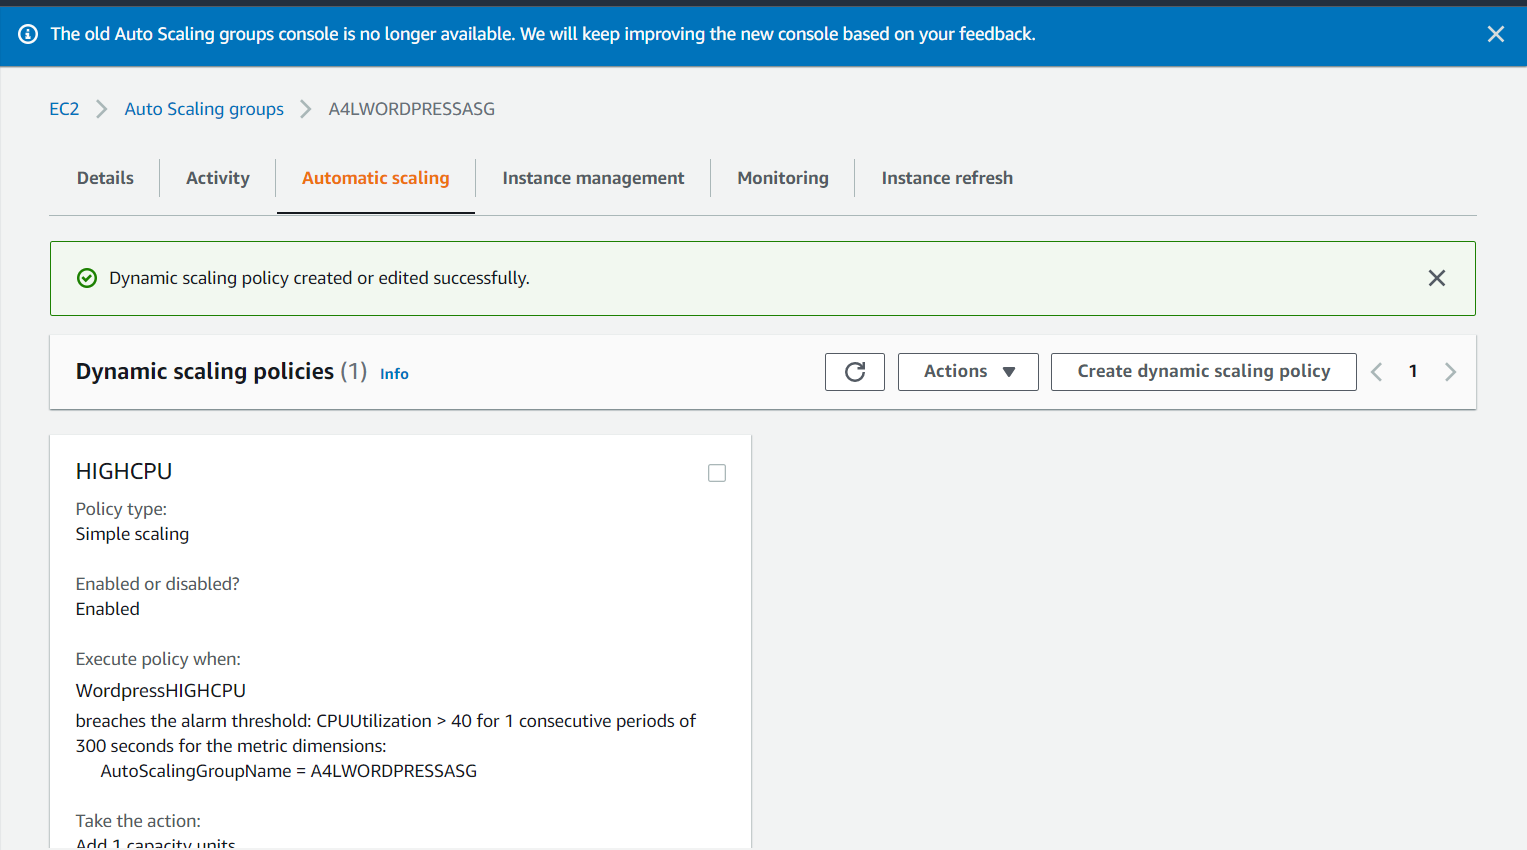 The old Auto Scaling groups console is no longer available. We will keep improving the new console based on your feedback.
EC2 Auto Scaling groups A4LWORDPRESSASG
Details Activity Automatic scaling Instance management Monitoring Instance refresh
Dynamic scaling policy created or edited successfully.
Dynamic scaling policies (1) Info Actions Create dynamic scaling policy 1
HIGHCPU
Policy type:
Simple scaling
Enabled or disabled?
Enabled
Execute policy when:
WordpressHIGHCPU
breaches the alarm threshold: CPUUtilization > 40 for 1 consecutive periods of
300 seconds for the metric dimensions:
AutoScalingGroupName = A4LWORDPRESSASG
Take the action:
Add 1 capacity units